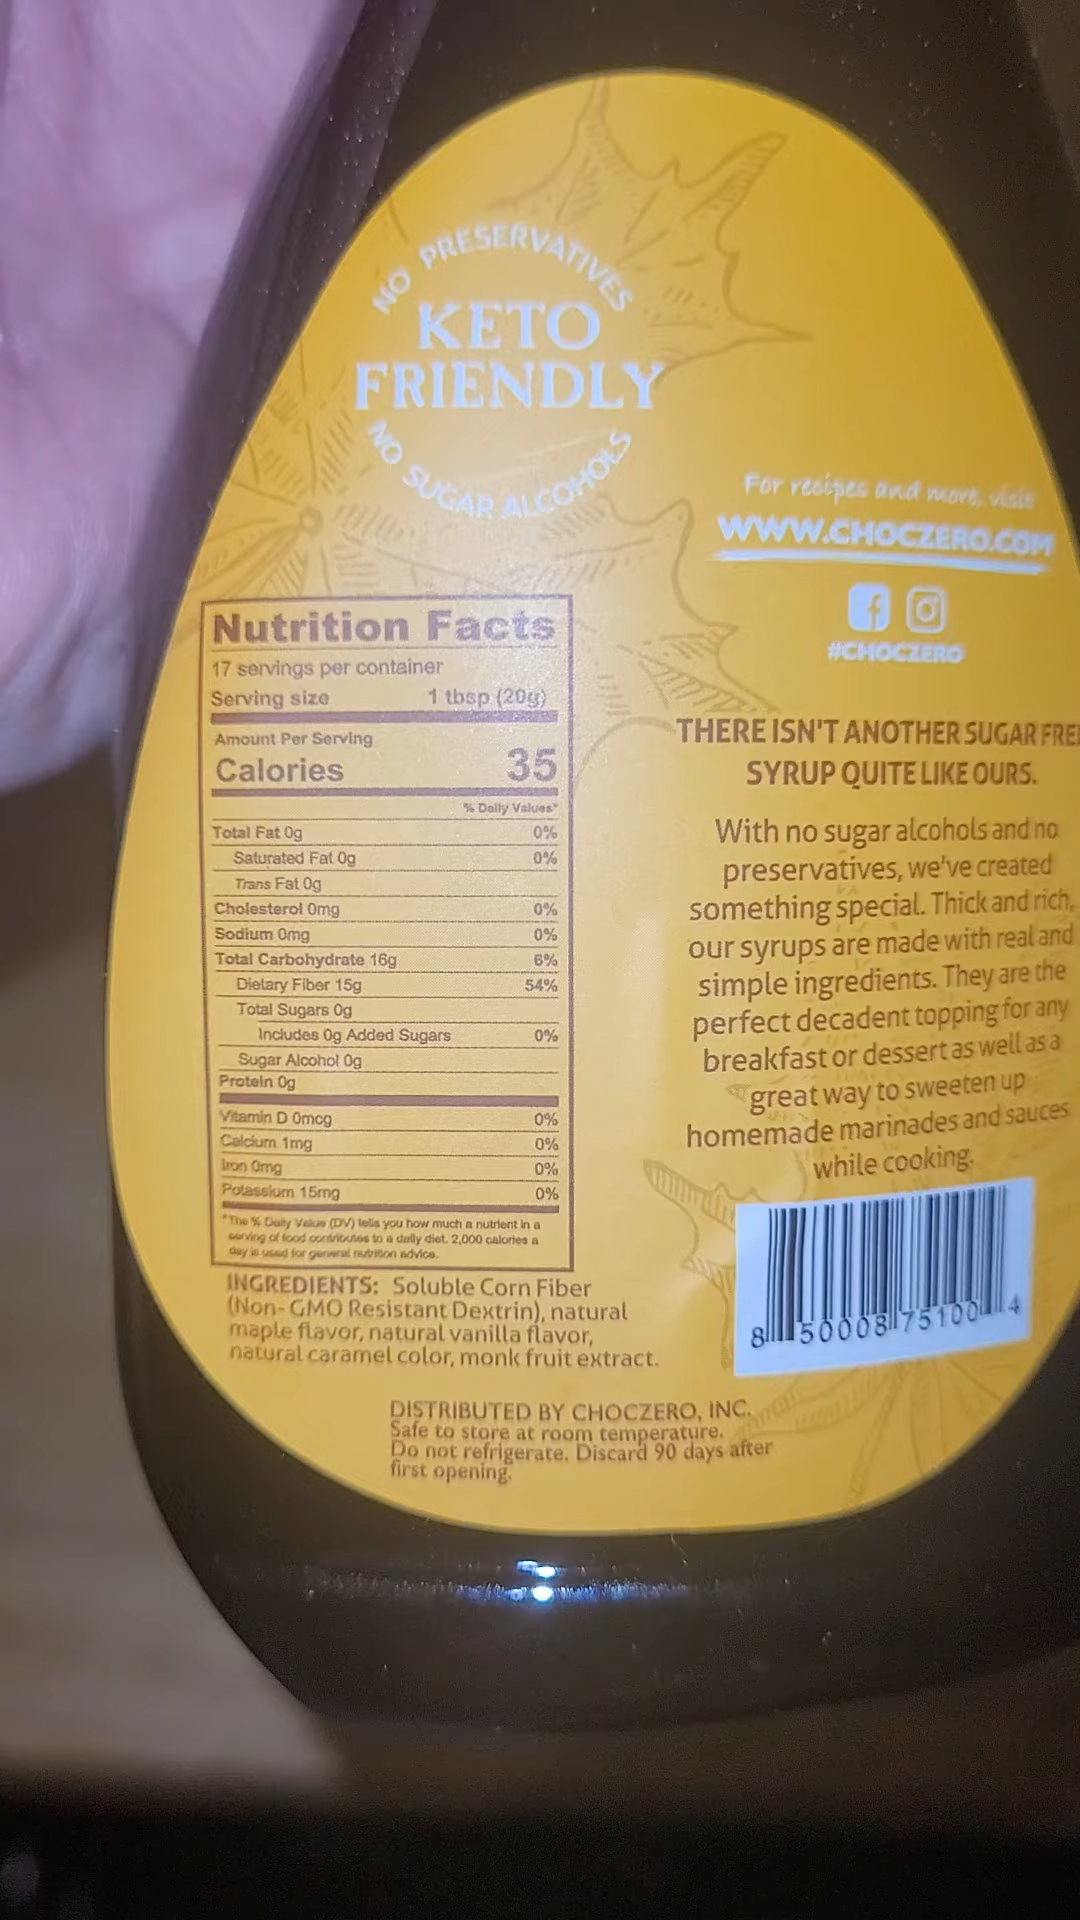 NO PRESERVATIVES
KETO
FRIENDLY
NO SUGAR ALCOHOLS
For recipes and more, visit
WWW.CHOCZERO.COM
#CHOCZERO
Nutrition Facts
17 servings per container
Serving size 1 tbsp (20g)
Amount Per Serving
Calories 35
% Daily Values*
Total Fat 0g 0%
Saturated Fat 0g 0%
Trans Fat 0g
Cholesterol 0mg 0%
Sodium 0mg 0%
Total Carbohydrate 16g 6%
Dietary Fiber 15g 54%
Total Sugars 0g
Includes 0g Added Sugars 0%
Sugar Alcohol 0g
Protein 0g
Vitamin D 0mcg 0%
Calcium 1mg 0%
Iron 0mg 0%
Potassium 15mg 0%
*The % Daily Value (DV) tells you how much a nutrient in a
serving of food contributes to a daily diet. 2,000 calories a
day is used for general nutrition advice.
INGREDIENTS: Soluble Corn Fiber
(Non-GMO Resistant Dextrin), natural
maple flavor, natural vanilla flavor,
natural caramel color, monk fruit extract.
THERE ISN'T ANOTHER SUGAR FREE
SYRUP QUITE LIKE OURS.
With no sugar alcohols and no
preservatives, we've created
something special. Thick and rich,
our syrups are made with real and
simple ingredients. They are the
perfect decadent topping for any
breakfast or dessert as well as a
great way to sweeten up
homemade marinades and sauces
while cooking.
8 50008 75100 4
DISTRIBUTED BY CHOCZERO, INC.
Safe to store at room temperature.
Do not refrigerate. Discard 90 days after
first opening.